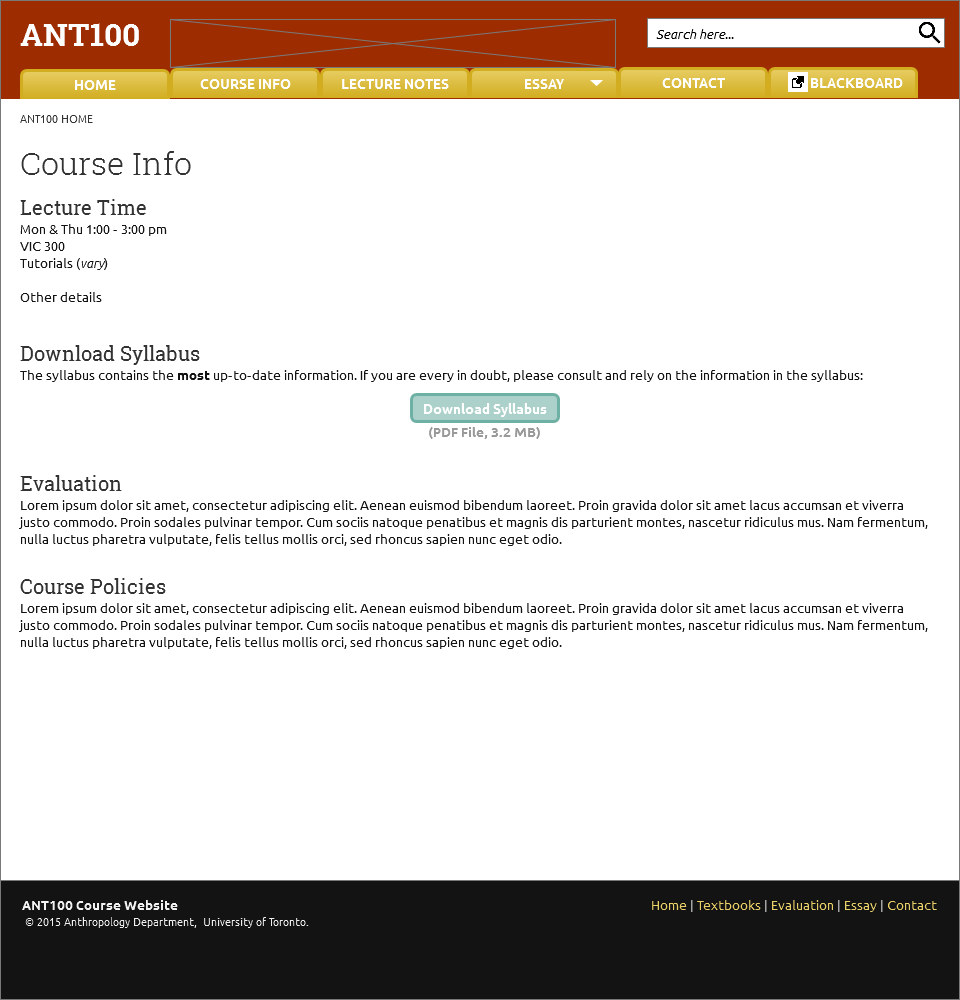 ANT100
Search here...
HOME
COURSE INFO
LECTURE NOTES
ESSAY
CONTACT
BLACKBOARD
ANT100 HOME
Course Info
Lecture Time
Mon & Thu 1:00 - 3:00 pm
VIC 300
Tutorials (vary)
Other details
Download Syllabus
The syllabus contains the most up-to-date information. If you are every in doubt, please consult and rely on the information in the syllabus:
Download Syllabus
(PDF File, 3.2 MB)
Evaluation
Lorem ipsum dolor sit amet, consectetur adipiscing elit. Aenean euismod bibendum laoreet. Proin gravida dolor sit amet lacus accumsan et viverra
justo commodo. Proin sodales pulvinar tempor. Cum sociis natoque penatibus et magnis dis parturient montes, nascetur ridiculus mus. Nam fermentum,
nulla luctus pharetra vulputate, felis tellus mollis orci, sed rhoncus sapien nunc eget odio.
Course Policies
Lorem ipsum dolor sit amet, consectetur adipiscing elit. Aenean euismod bibendum laoreet. Proin gravida dolor sit amet lacus accumsan et viverra
justo commodo. Proin sodales pulvinar tempor. Cum sociis natoque penatibus et magnis dis parturient montes, nascetur ridiculus mus. Nam fermentum,
nulla luctus pharetra vulputate, felis tellus mollis orci, sed rhoncus sapien nunc eget odio.
ANT100 Course Website
© 2015 Anthropology Department, University of Toronto.
Home | Textbooks | Evaluation | Essay | Contact